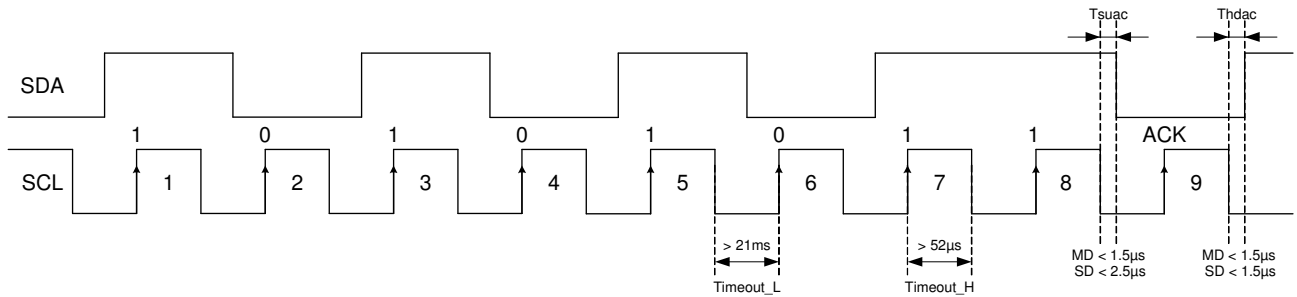 Tsuac Thdac
SDA
1 0 1 0 1 0 1 1 ACK
SCL 1 2 3 4 5 6 7 8 9
> 21ms > 52µs MD < 1.5µs MD < 1.5µs
SD < 2.5µs SD < 1.5µs
Timeout_L Timeout_H